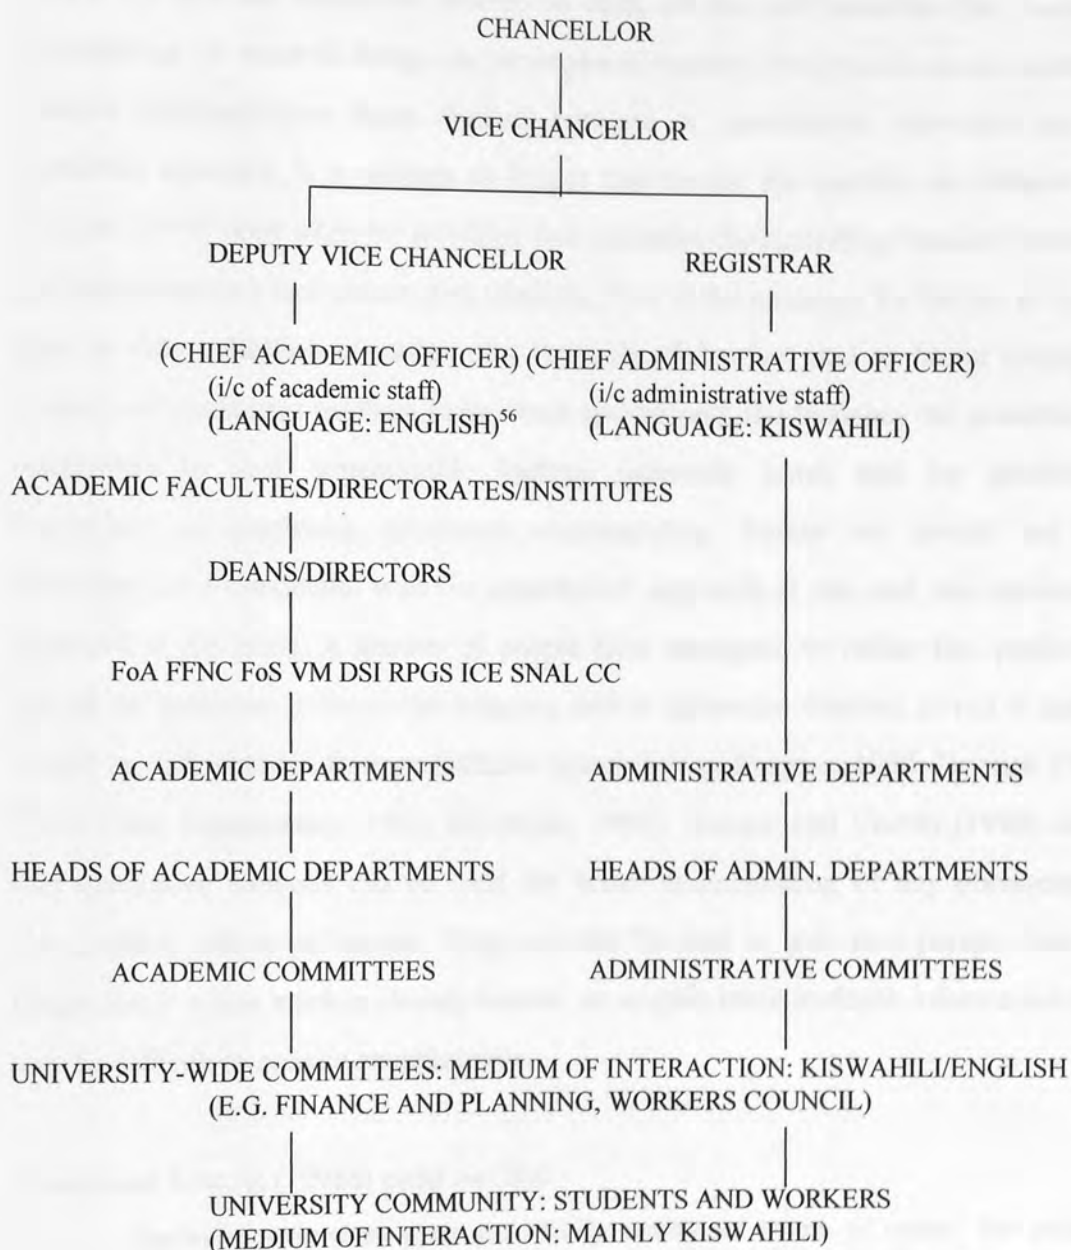 CHANCELLOR
VICE CHANCELLOR
DEPUTY VICE CHANCELLOR REGISTRAR
(CHIEF ACADEMIC OFFICER) (CHIEF ADMINISTRATIVE OFFICER)
(i/c of academic staff) (i/c administrative staff)
(LANGUAGE: ENGLISH)⁵⁶ (LANGUAGE: KISWAHILI)
ACADEMIC FACULTIES/DIRECTORATES/INSTITUTES
DEANS/DIRECTORS
FoA FFNC FoS VM DSI RPGS ICE SNAL CC
ACADEMIC DEPARTMENTS ADMINISTRATIVE DEPARTMENTS
HEADS OF ACADEMIC DEPARTMENTS HEADS OF ADMIN. DEPARTMENTS
ACADEMIC COMMITTEES ADMINISTRATIVE COMMITTEES
UNIVERSITY-WIDE COMMITTEES: MEDIUM OF INTERACTION: KISWAHILI/ENGLISH
(E.G. FINANCE AND PLANNING, WORKERS COUNCIL)
UNIVERSITY COMMUNITY: STUDENTS AND WORKERS
(MEDIUM OF INTERACTION: MAINLY KISWAHILI)